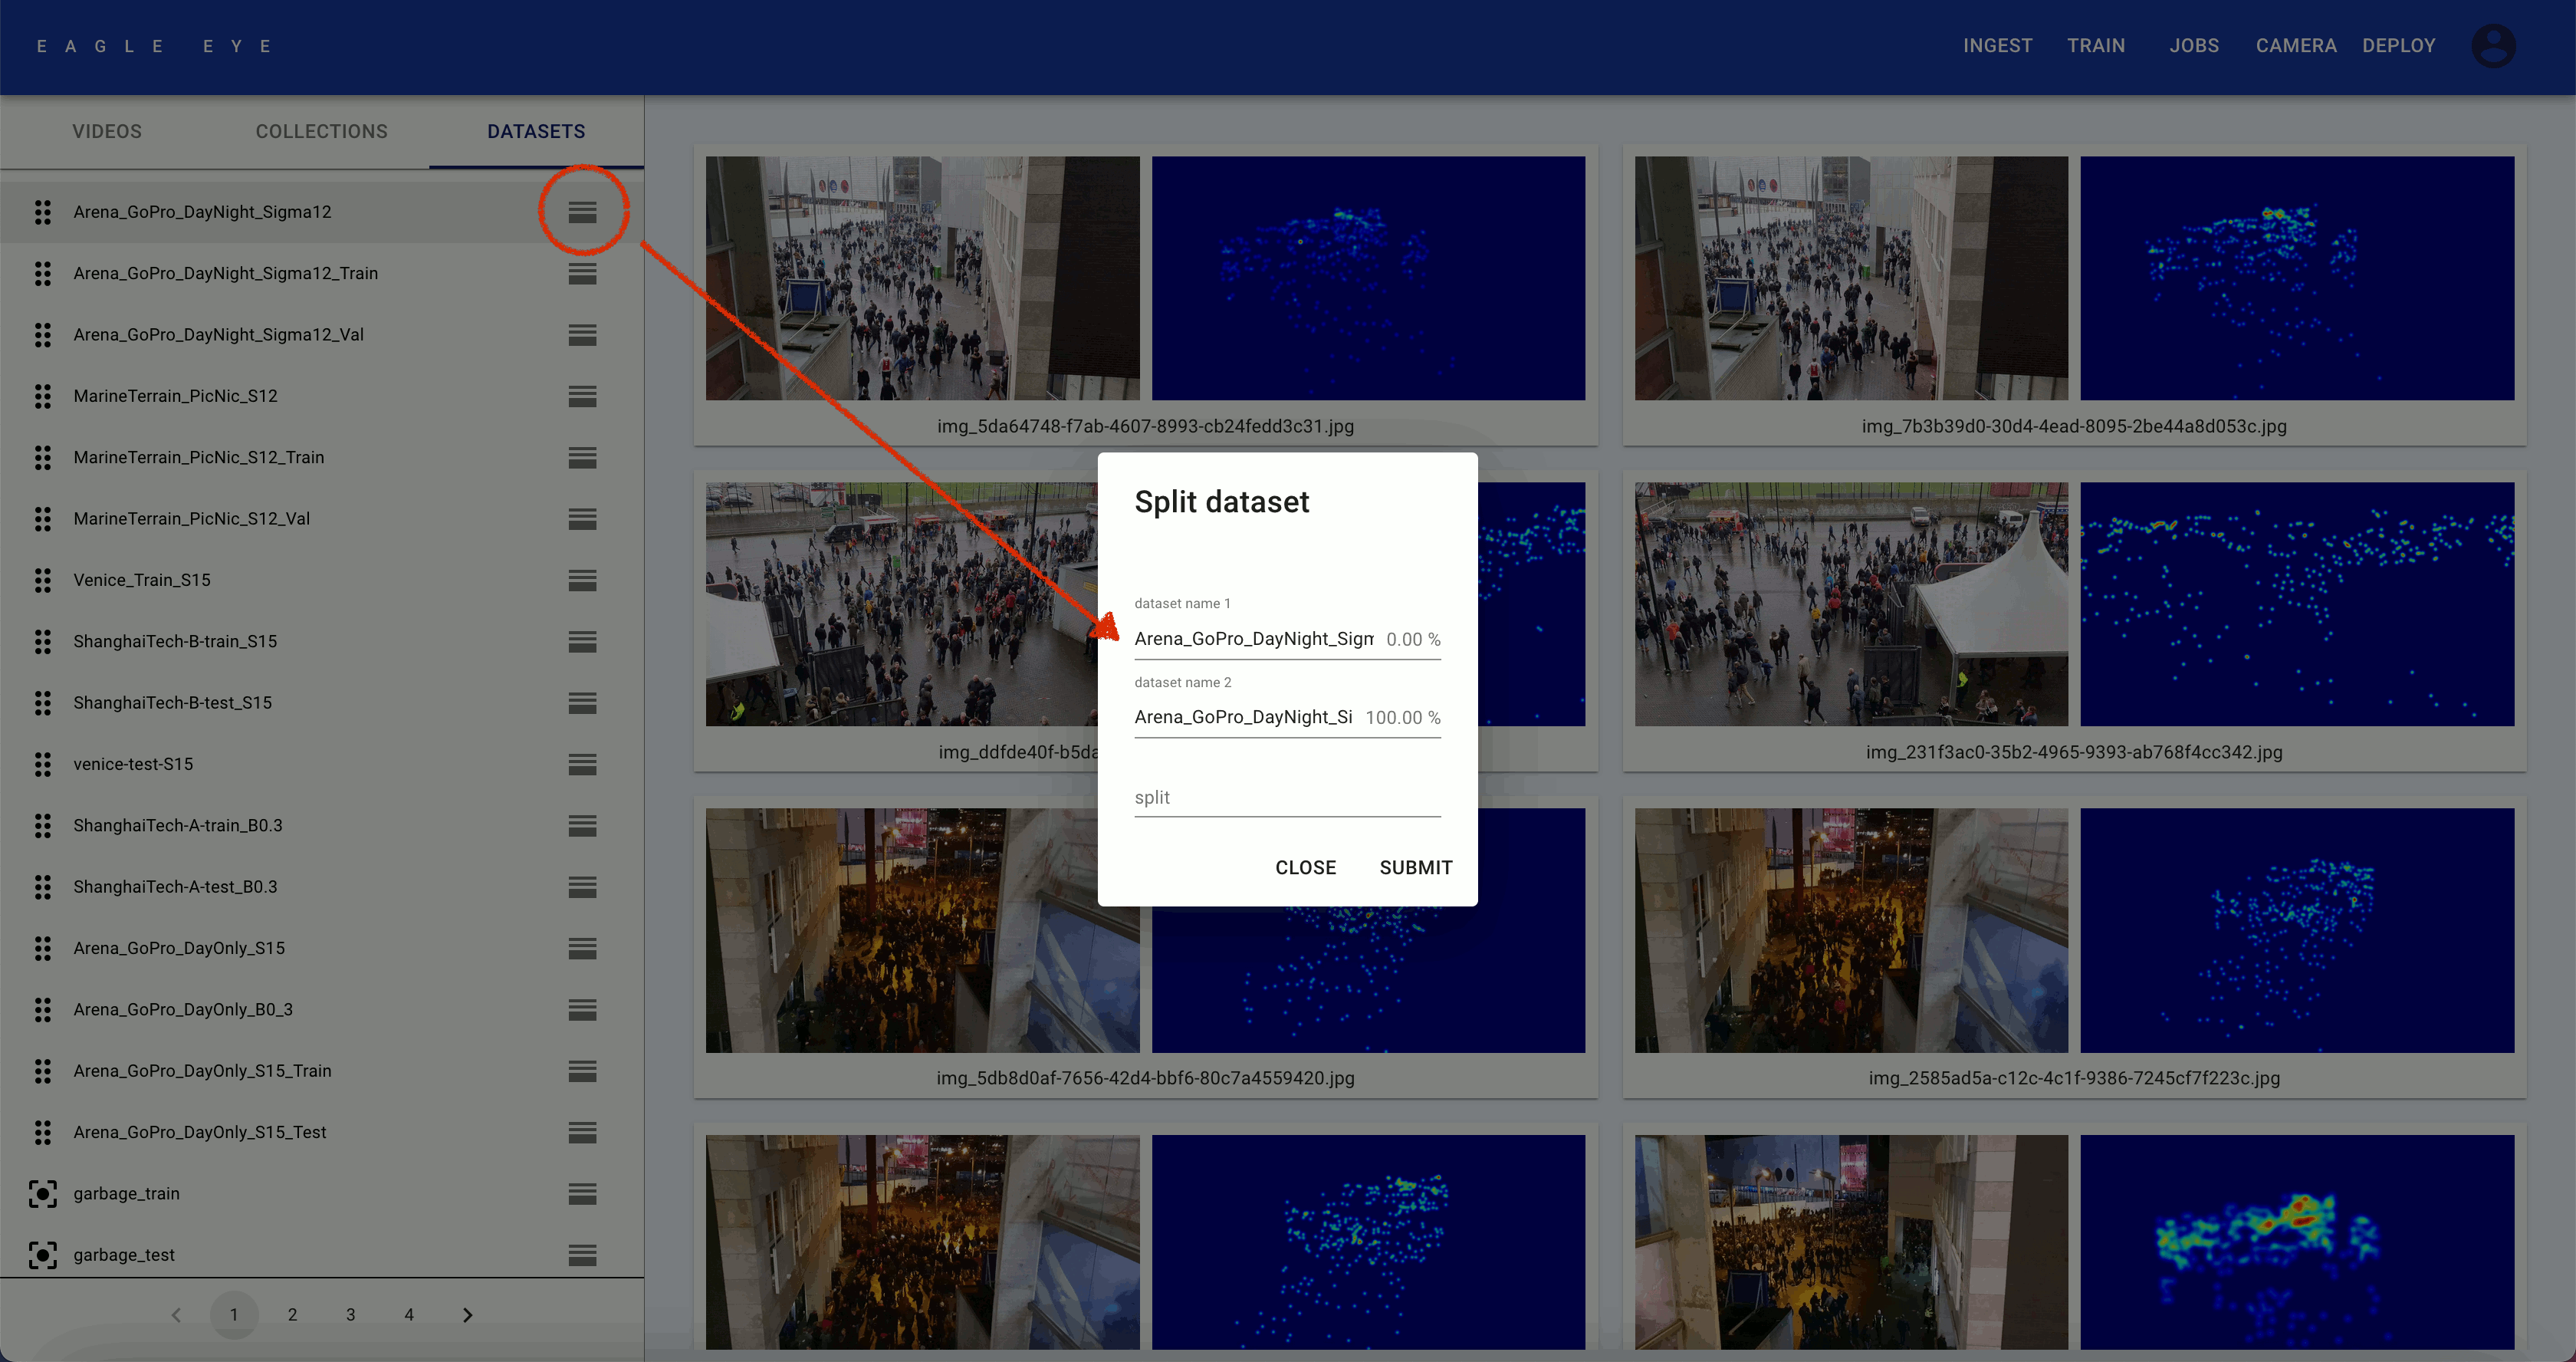 EAGLE EYE
INGEST TRAIN JOBS CAMERA DEPLOY
VIDEOS COLLECTIONS DATASETS
Arena_GoPro_DayNight_Sigma12
Arena_GoPro_DayNight_Sigma12_Train
Arena_GoPro_DayNight_Sigma12_Val
MarineTerrain_PicNic_S12
MarineTerrain_PicNic_S12_Train
MarineTerrain_PicNic_S12_Val
Venice_Train_S15
ShanghaiTech-B-train_S15
ShanghaiTech-B-test_S15
venice-test-S15
ShanghaiTech-A-train_B0.3
ShanghaiTech-A-test_B0.3
Arena_GoPro_DayOnly_S15
Arena_GoPro_DayOnly_B0_3
Arena_GoPro_DayOnly_S15_Train
Arena_GoPro_DayOnly_S15_Test
garbage_train
garbage_test
1 2 3 4
img_5da64748-f7ab-4607-8993-cb24fedd3c31.jpg
img_7b3b39d0-30d4-4ead-8095-2be44a8d053c.jpg
img_ddfde40f-b5da
img_231f3ac0-35b2-4965-9393-ab768f4cc342.jpg
img_5db8d0af-7656-42d4-bbf6-80c7a4559420.jpg
img_2585ad5a-c12c-4c1f-9386-7245cf7f223c.jpg
Split dataset
dataset name 1
Arena_GoPro_DayNight_Sigm 0.00 %
dataset name 2
Arena_GoPro_DayNight_Si 100.00 %
split
CLOSE SUBMIT